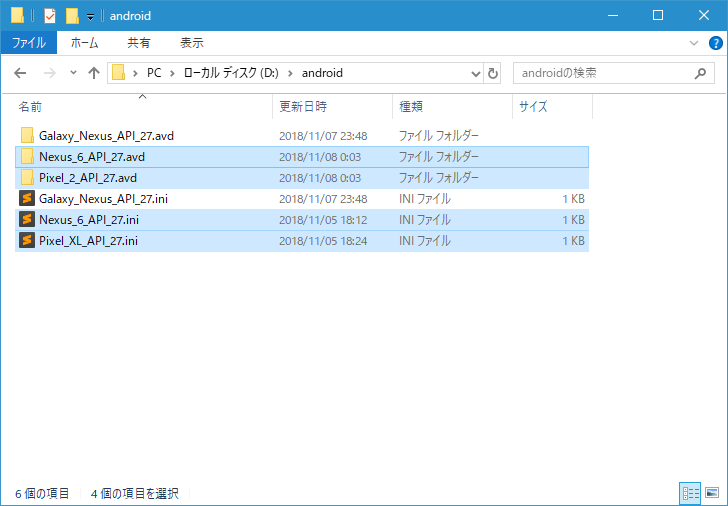 android
ファイル ホーム 共有 表示
PC > ローカル ディスク (D:) > android androidの検索
名前 更新日時 種類 サイズ
Galaxy_Nexus_API_27.avd 2018/11/07 23:48 ファイル フォルダー
Nexus_6_API_27.avd 2018/11/08 0:03 ファイル フォルダー
Pixel_2_API_27.avd 2018/11/08 0:03 ファイル フォルダー
Galaxy_Nexus_API_27.ini 2018/11/07 23:48 INI ファイル 1 KB
Nexus_6_API_27.ini 2018/11/05 18:12 INI ファイル 1 KB
Pixel_XL_API_27.ini 2018/11/05 18:24 INI ファイル 1 KB
6 個の項目 4 個の項目を選択